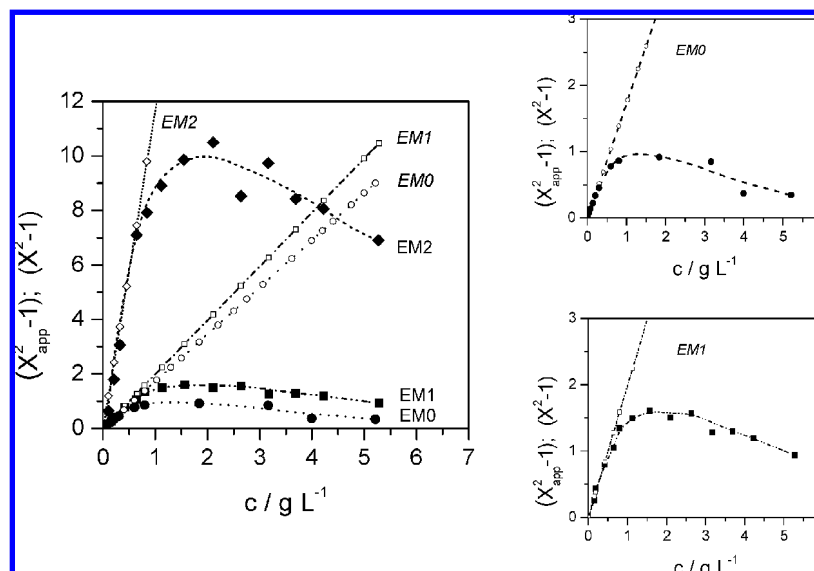 12
10
8
6
4
2
0
0 1 2 3 4 5 6 7
(X²app-1); (X²-1)
c / g L⁻¹
EM2
EM1
EM0
EM2
EM1
EM0
3
2
1
0
0 1 2 3 4 5
(X²app-1); (X²-1)
c / g L⁻¹
EM0
3
2
1
0
0 1 2 3 4 5
(X²app-1); (X²-1)
c / g L⁻¹
EM1